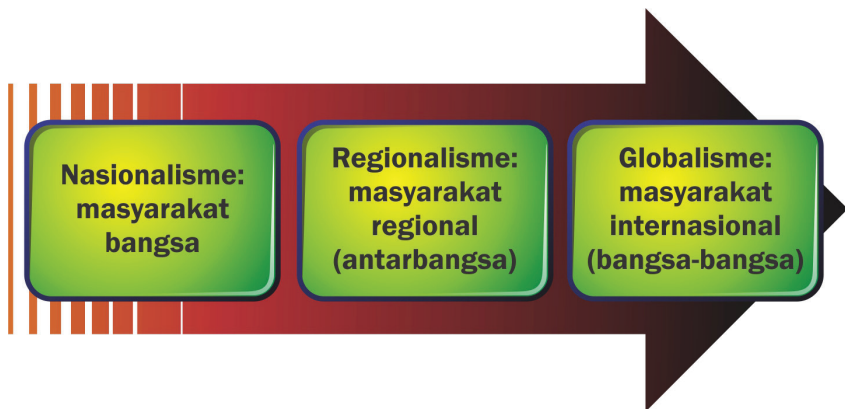 Nasionalisme:
masyarakat
bangsa
Regionalisme:
masyarakat
regional
(antarbangsa)
Globalisme:
masyarakat
internasional
(bangsa-bangsa)